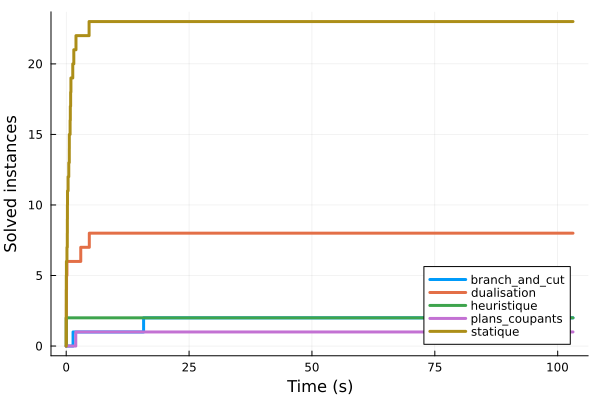 Solved instances
20
15
10
5
0
branch_and_cut
dualisation
heuristique
plans_coupants
statique
0 25 50 75 100
Time (s)